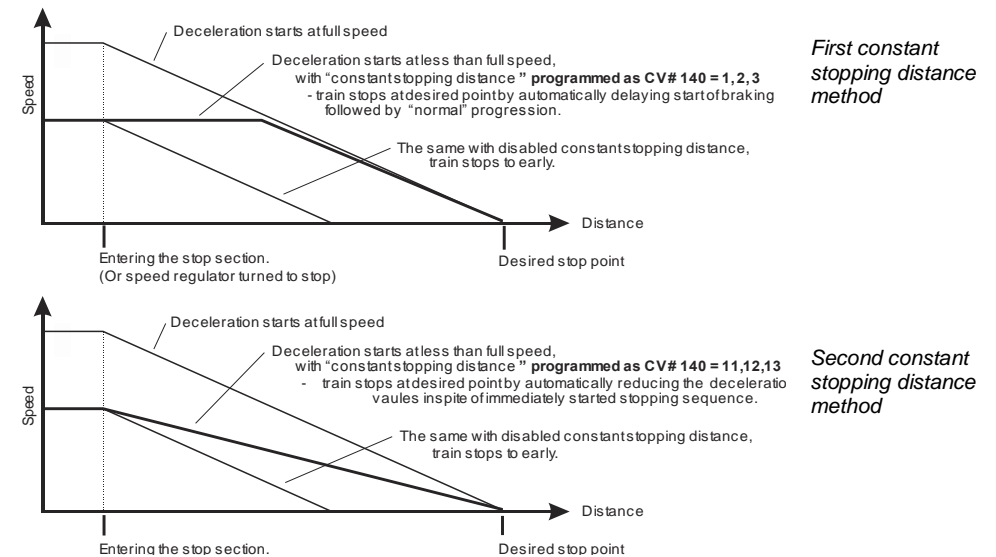 Deceleration starts at full speed
Deceleration starts at less than full speed,
with “constant stopping distance ” programmed as CV# 140 = 1, 2, 3
- train stops at desired point by automatically delaying start of braking
followed by “normal” progression.
First constant
stopping distance
method
Speed
The same with disabled constant stopping distance,
train stops to early.
Distance
Entering the stop section.
(Or speed regulator turned to stop)
Desired stop point
Deceleration starts at full speed
Deceleration starts at less than full speed,
with “constant stopping distance ” programmed as CV# 140 = 11,12,13
- train stops at desired point by automatically reducing the deceleratio
vaules inspite of immediately started stopping sequence.
Second constant
stopping distance
method
Speed
The same with disabled constant stopping distance,
train stops to early.
Distance
Entering the stop section.
Desired stop point